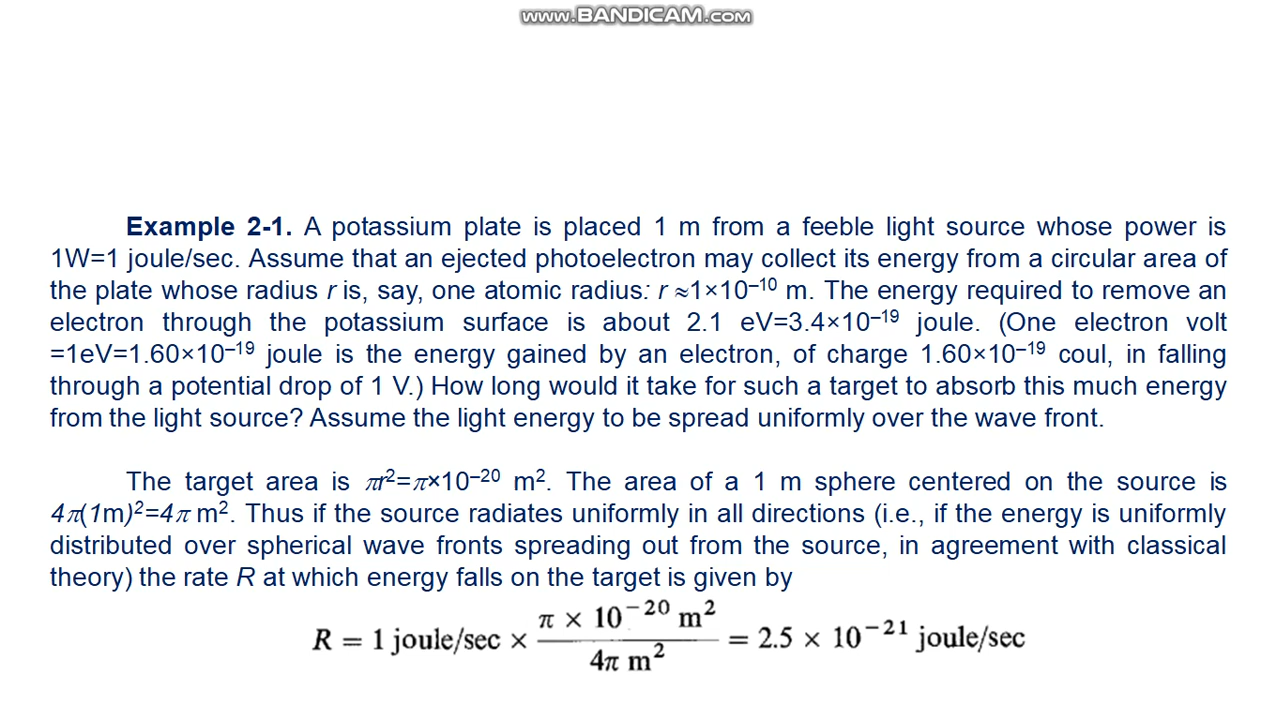 www.BANDICAM.com
Example 2-1. A potassium plate is placed 1 m from a feeble light source whose power is
1W=1 joule/sec. Assume that an ejected photoelectron may collect its energy from a circular area of
the plate whose radius r is, say, one atomic radius: r ≈1×10⁻¹⁰ m. The energy required to remove an
electron through the potassium surface is about 2.1 eV=3.4×10⁻¹⁹ joule. (One electron volt
=1eV=1.60×10⁻¹⁹ joule is the energy gained by an electron, of charge 1.60×10⁻¹⁹ coul, in falling
through a potential drop of 1 V.) How long would it take for such a target to absorb this much energy
from the light source? Assume the light energy to be spread uniformly over the wave front.
The target area is πr²=π×10⁻²⁰ m². The area of a 1 m sphere centered on the source is
4π(1m)²=4π m². Thus if the source radiates uniformly in all directions (i.e., if the energy is uniformly
distributed over spherical wave fronts spreading out from the source, in agreement with classical
theory) the rate R at which energy falls on the target is given by
R = 1 joule/sec × (π × 10⁻²⁰ m²)/(4π m²) = 2.5 × 10⁻²¹ joule/sec